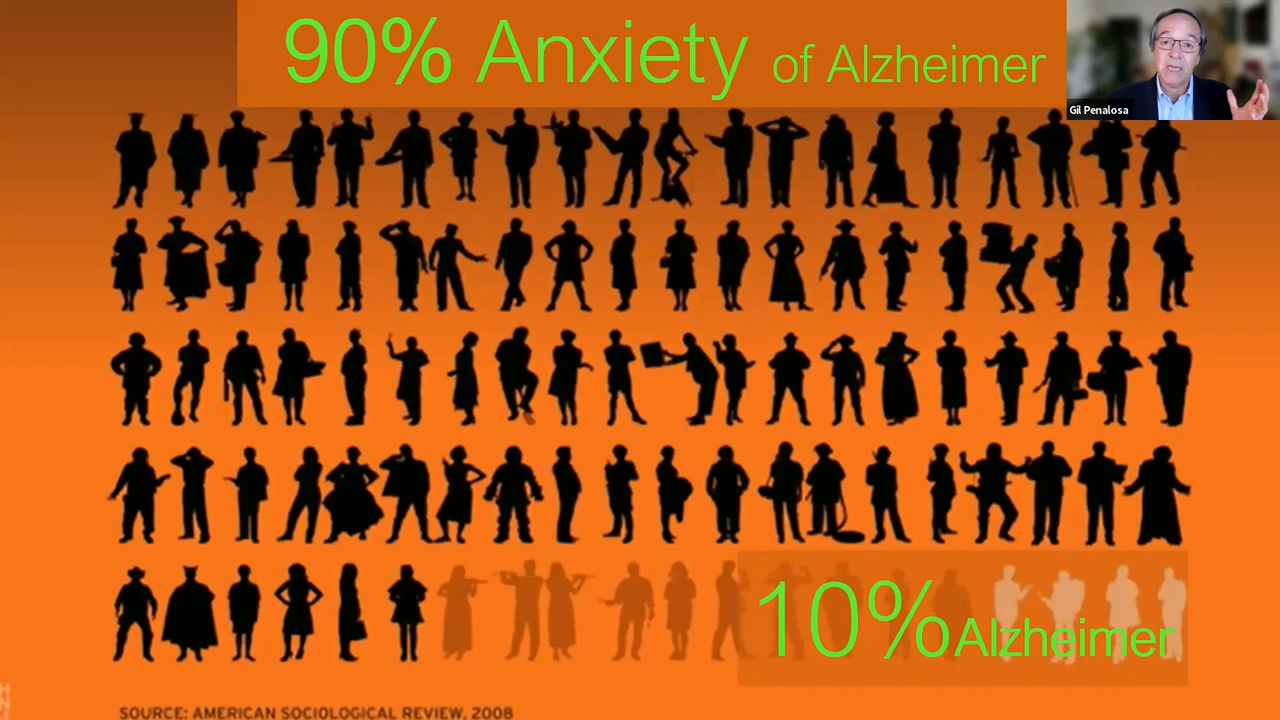 90% Anxiety of Alzheimer
Gil Penalosa
10% Alzheimer
SOURCE: AMERICAN SOCIOLOGICAL REVIEW, 2008